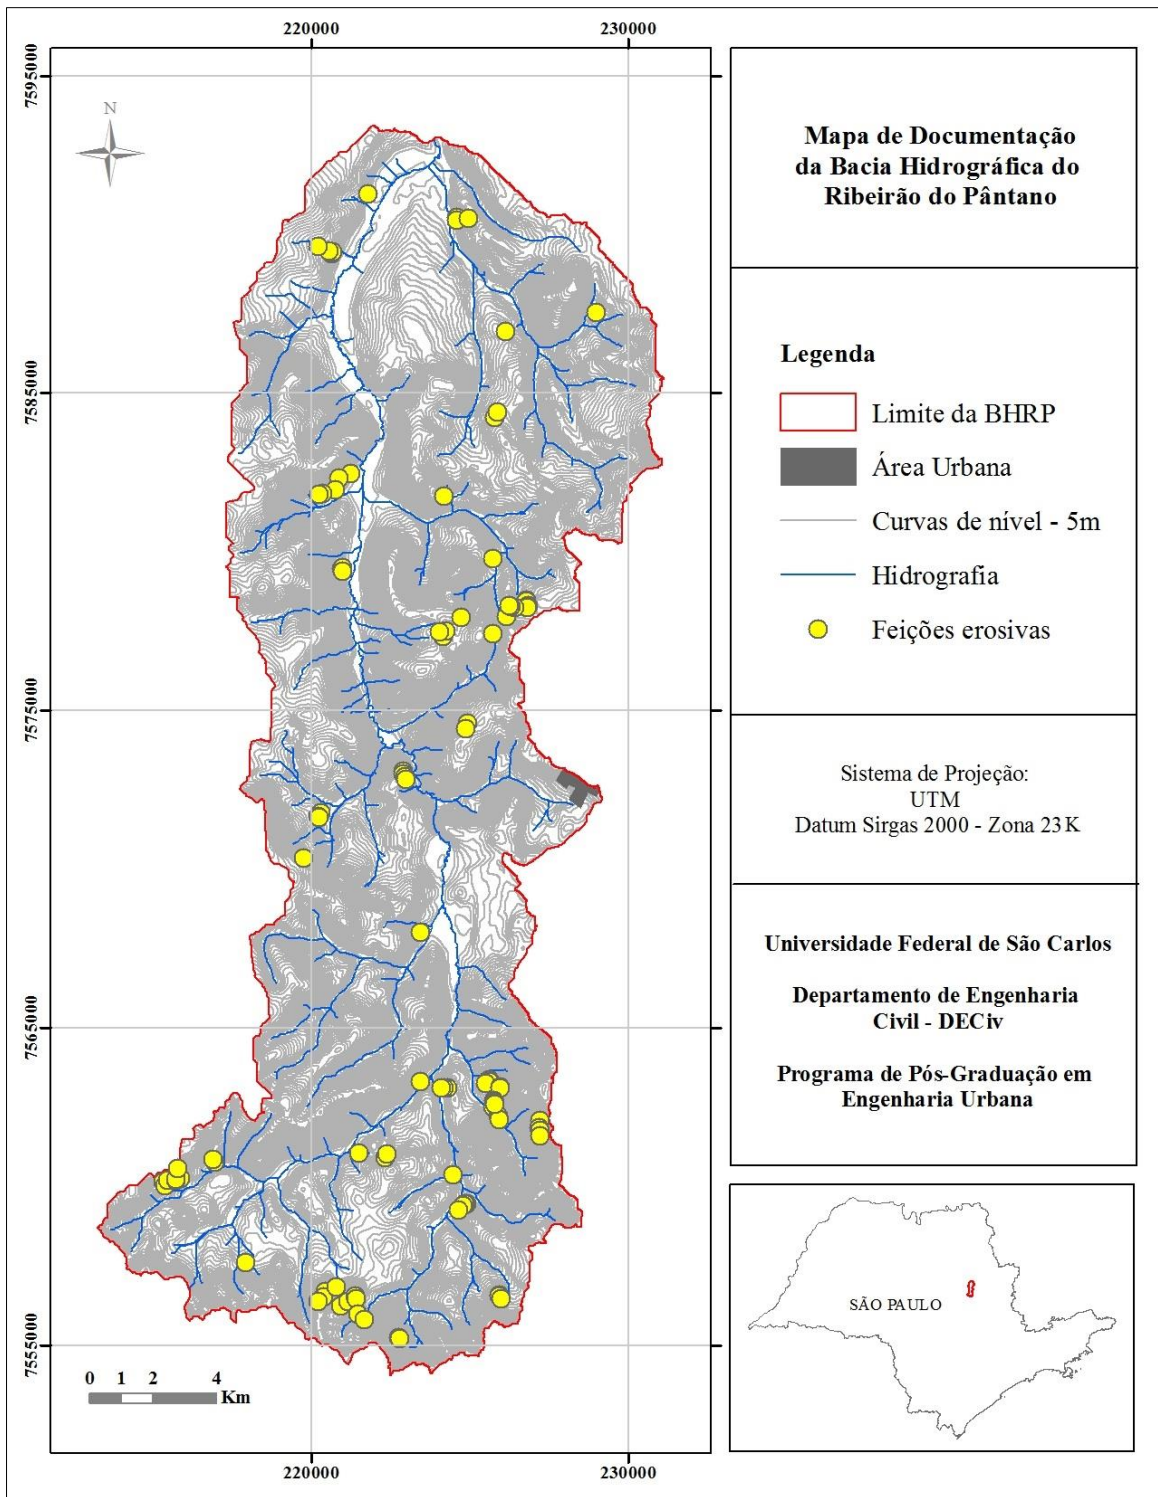 220000
230000
7595000
7585000
7575000
7565000
7555000
N
0 1 2 4
Km
220000
230000
Mapa de Documentação
da Bacia Hidrográfica do
Ribeirão do Pântano
Legenda
Limite da BHRP
Área Urbana
Curvas de nível - 5m
Hidrografia
Feições erosivas
Sistema de Projeção:
UTM
Datum Sirgas 2000 - Zona 23 K
Universidade Federal de São Carlos
Departamento de Engenharia
Civil - DECiv
Programa de Pós-Graduação em
Engenharia Urbana
SÃO PAULO